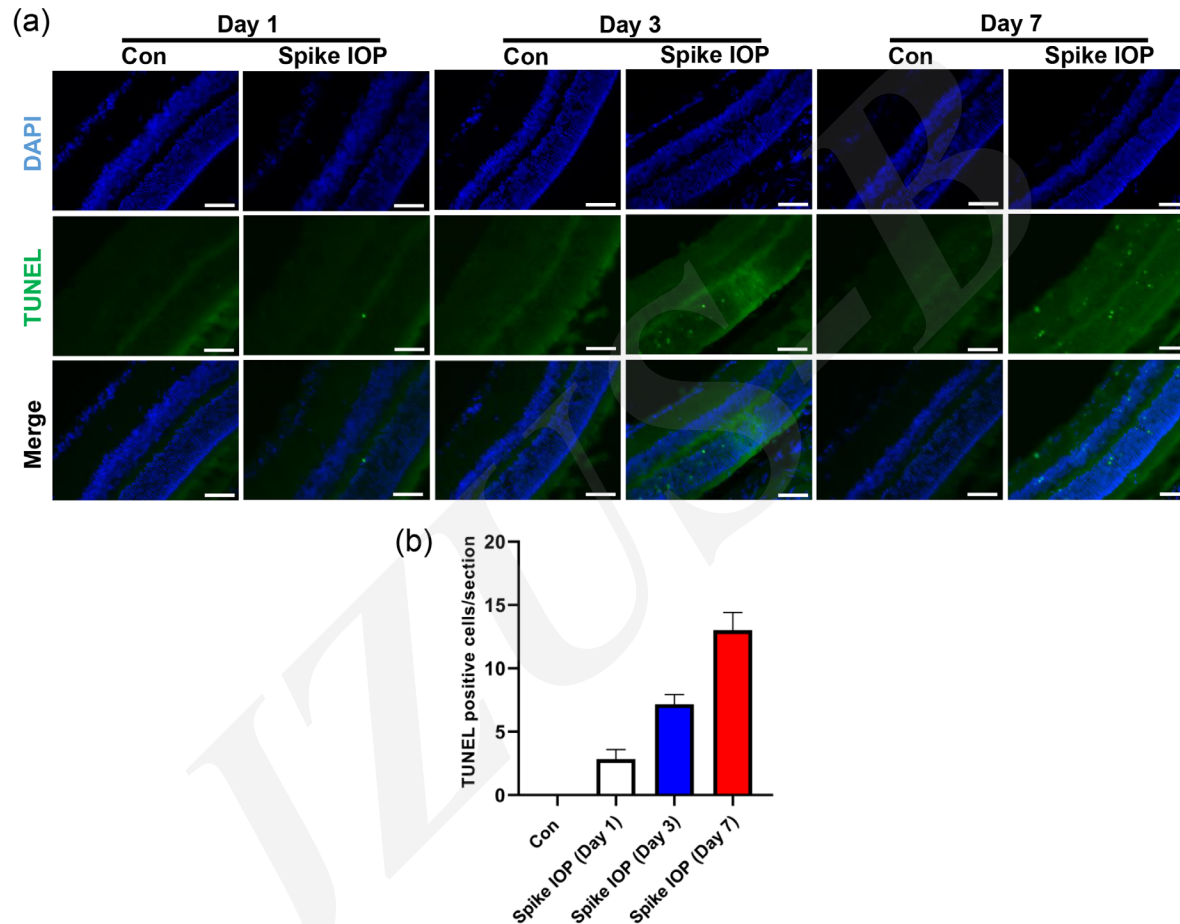 (a)
Day 1 Day 3 Day 7
Con Spike IOP Con Spike IOP Con Spike IOP
DAPI
TUNEL
Merge
(b)
TUNEL positive cells/section
20
15
10
5
0
Con
Spike IOP (Day 1)
Spike IOP (Day 3)
Spike IOP (Day 7)
JZUS-B